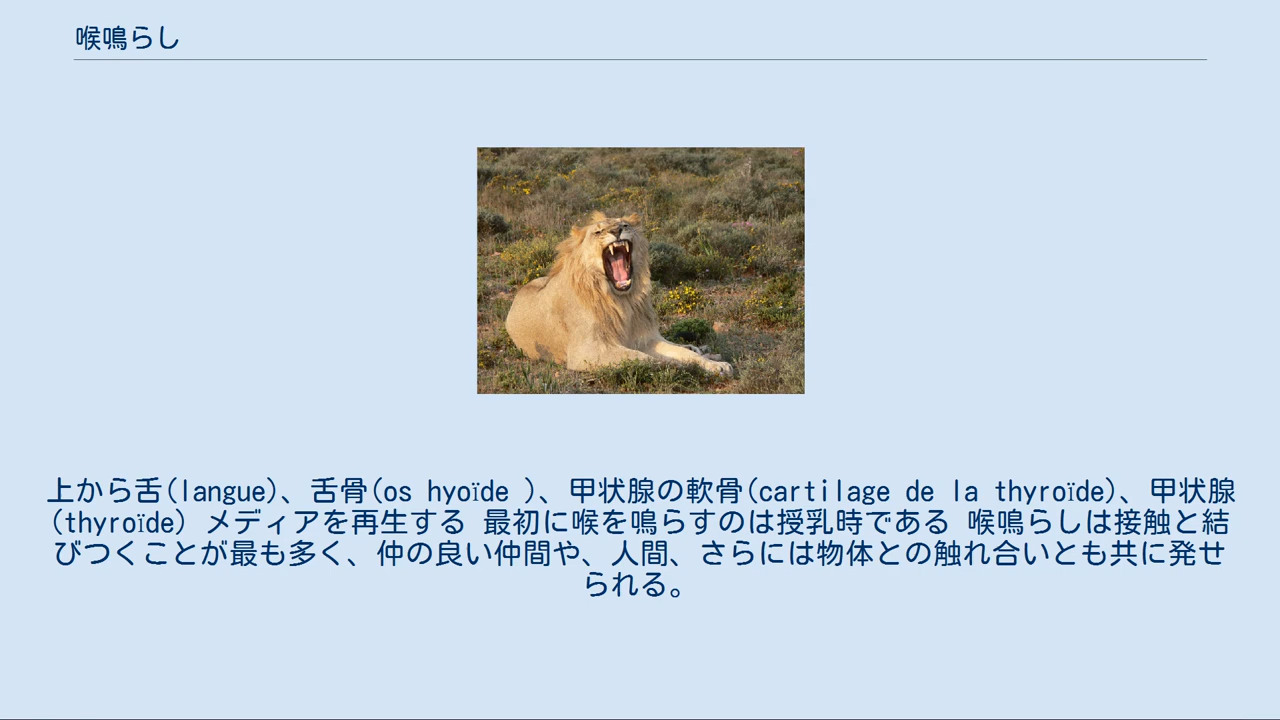 喉鳴らし
上から舌(langue)、舌骨(os hyoïde )、甲状腺の軟骨(cartilage de la thyroïde)、甲状腺
(thyroïde) メディアを再生する 最初に喉を鳴らすのは授乳時である 喉鳴らしは接触と結
びつくことが最も多く、仲の良い仲間や、人間、さらには物体との触れ合いとも共に発せ
られる。